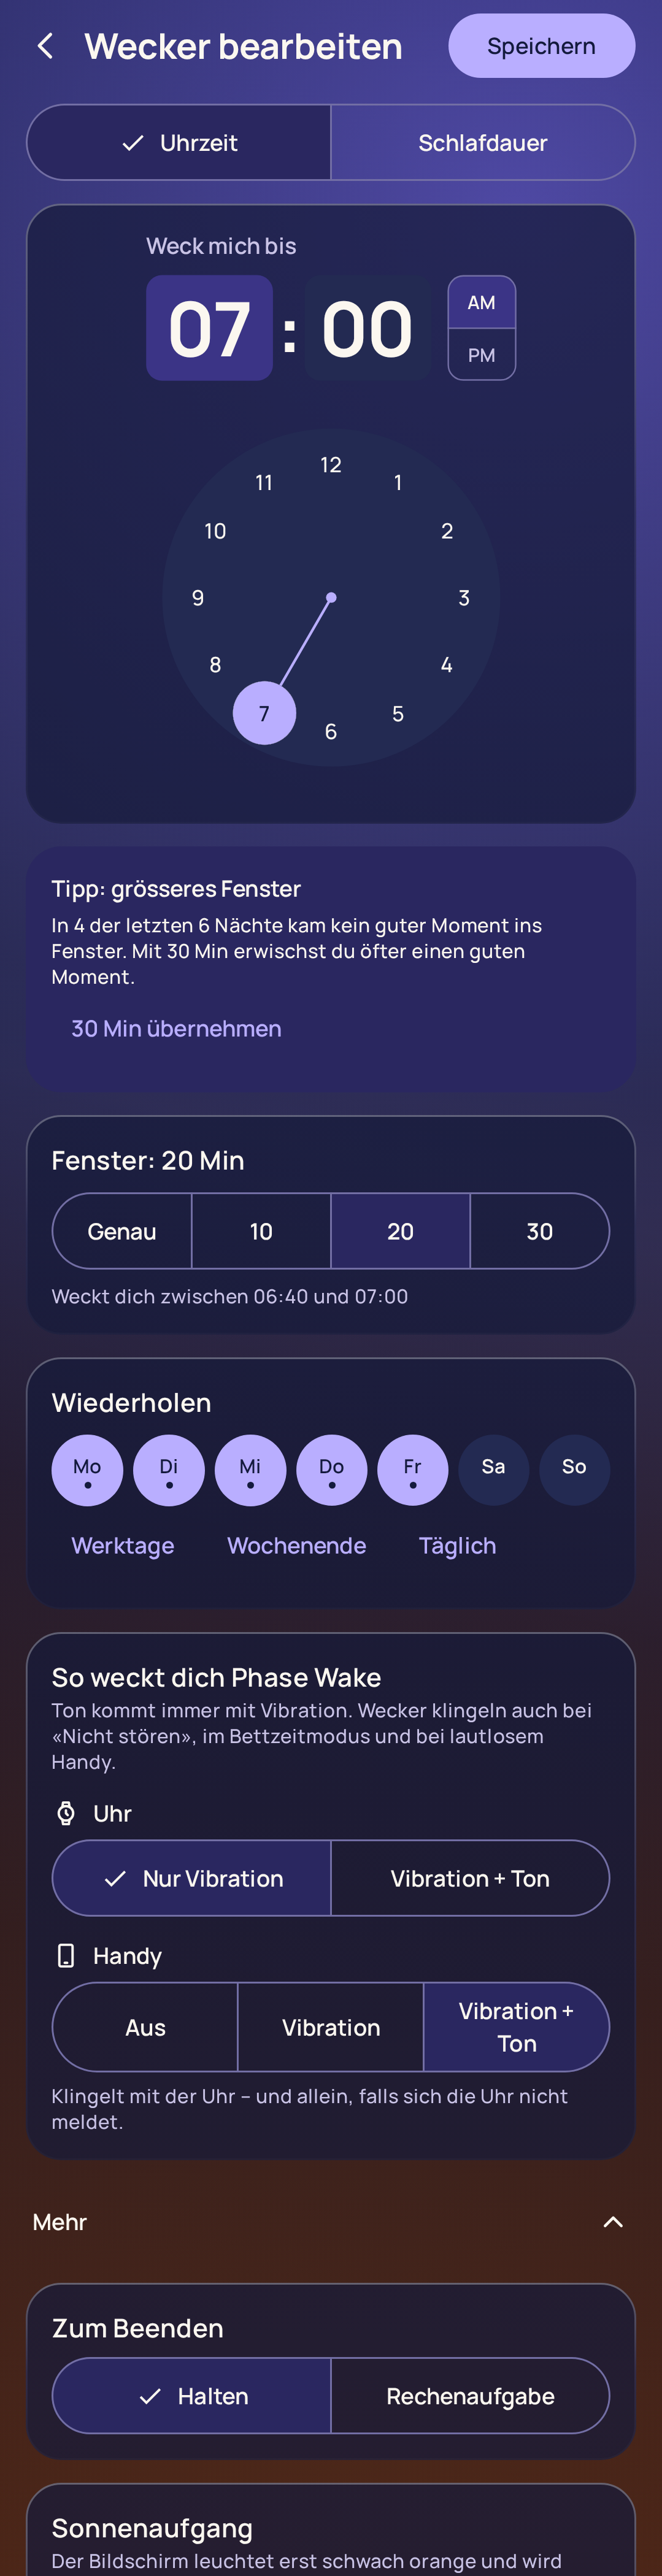 Wecker bearbeiten
Speichern
Uhrzeit
Schlafdauer
Weck mich bis
07 : 00
AM
PM
12
11
1
10
2
9
3
8
4
7
5
6
Tipp: grösseres Fenster
In 4 der letzten 6 Nächte kam kein guter Moment ins
Fenster. Mit 30 Min erwischst du öfter einen guten
Moment.
30 Min übernehmen
Fenster: 20 Min
Genau 10 20 30
Weckt dich zwischen 06:40 und 07:00
Wiederholen
Mo Di Mi Do Fr Sa So
Werktage Wochenende Täglich
So weckt dich Phase Wake
Ton kommt immer mit Vibration. Wecker klingeln auch bei
«Nicht stören», im Bettzeitmodus und bei lautlosem
Handy.
Uhr
Nur Vibration
Vibration + Ton
Handy
Aus
Vibration
Vibration +
Ton
Klingelt mit der Uhr – und allein, falls sich die Uhr nicht
meldet.
Mehr
Zum Beenden
Halten
Rechenaufgabe
Sonnenaufgang
Der Bildschirm leuchtet erst schwach orange und wird